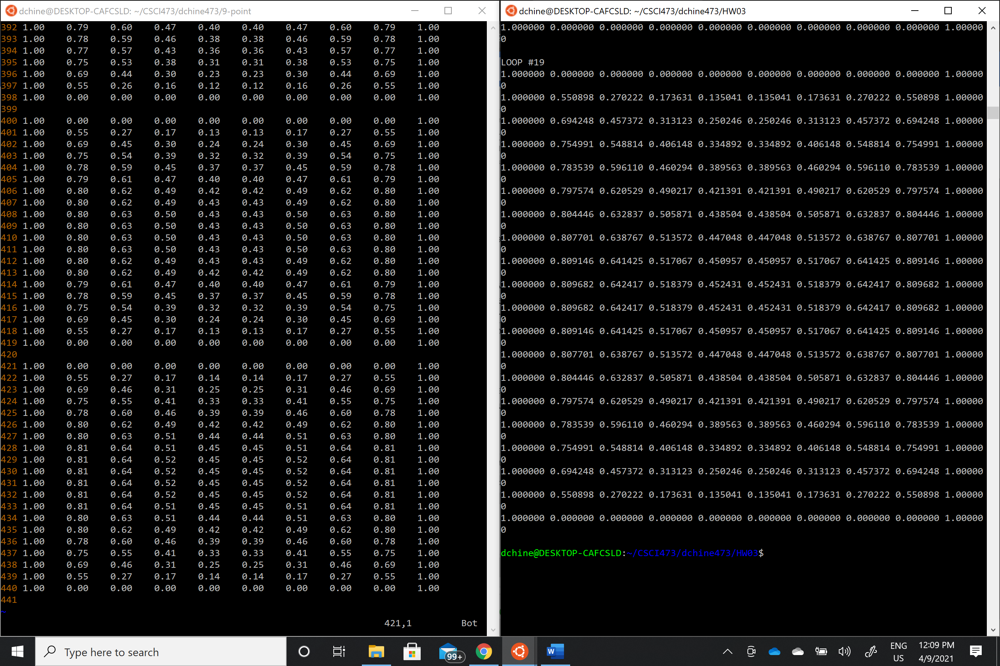 dchine@DESKTOP-CAFCSLD: ~/CSCI473/dchine473/9-point
392 1.00 0.79 0.60 0.47 0.40 0.40 0.47 0.60 0.79 1.00
393 1.00 0.78 0.59 0.46 0.38 0.38 0.46 0.59 0.78 1.00
394 1.00 0.77 0.57 0.43 0.36 0.36 0.43 0.57 0.77 1.00
395 1.00 0.75 0.53 0.38 0.31 0.31 0.38 0.53 0.75 1.00
396 1.00 0.69 0.44 0.30 0.23 0.23 0.30 0.44 0.69 1.00
397 1.00 0.55 0.26 0.16 0.12 0.12 0.16 0.26 0.55 1.00
398 1.00 0.00 0.00 0.00 0.00 0.00 0.00 0.00 0.00 1.00
399
400 1.00 0.00 0.00 0.00 0.00 0.00 0.00 0.00 0.00 1.00
401 1.00 0.55 0.27 0.17 0.13 0.13 0.17 0.27 0.55 1.00
402 1.00 0.69 0.45 0.30 0.24 0.24 0.30 0.45 0.69 1.00
403 1.00 0.75 0.54 0.39 0.32 0.32 0.39 0.54 0.75 1.00
404 1.00 0.78 0.59 0.45 0.37 0.37 0.45 0.59 0.78 1.00
405 1.00 0.79 0.61 0.47 0.40 0.40 0.47 0.61 0.79 1.00
406 1.00 0.80 0.62 0.49 0.42 0.42 0.49 0.62 0.80 1.00
407 1.00 0.80 0.62 0.49 0.43 0.43 0.49 0.62 0.80 1.00
408 1.00 0.80 0.63 0.50 0.43 0.43 0.50 0.63 0.80 1.00
409 1.00 0.80 0.63 0.50 0.43 0.43 0.50 0.63 0.80 1.00
410 1.00 0.80 0.63 0.50 0.43 0.43 0.50 0.63 0.80 1.00
411 1.00 0.80 0.63 0.50 0.43 0.43 0.50 0.63 0.80 1.00
412 1.00 0.80 0.62 0.49 0.43 0.43 0.49 0.62 0.80 1.00
413 1.00 0.80 0.62 0.49 0.42 0.42 0.49 0.62 0.80 1.00
414 1.00 0.79 0.61 0.47 0.40 0.40 0.47 0.61 0.79 1.00
415 1.00 0.78 0.59 0.45 0.37 0.37 0.45 0.59 0.78 1.00
416 1.00 0.75 0.54 0.39 0.32 0.32 0.39 0.54 0.75 1.00
417 1.00 0.69 0.45 0.30 0.24 0.24 0.30 0.45 0.69 1.00
418 1.00 0.55 0.27 0.17 0.13 0.13 0.17 0.27 0.55 1.00
419 1.00 0.00 0.00 0.00 0.00 0.00 0.00 0.00 0.00 1.00
420
421 1.00 0.00 0.00 0.00 0.00 0.00 0.00 0.00 0.00 1.00
422 1.00 0.55 0.27 0.17 0.14 0.14 0.17 0.27 0.55 1.00
423 1.00 0.69 0.46 0.31 0.25 0.25 0.31 0.46 0.69 1.00
424 1.00 0.75 0.55 0.41 0.33 0.33 0.41 0.55 0.75 1.00
425 1.00 0.78 0.60 0.46 0.39 0.39 0.46 0.60 0.78 1.00
426 1.00 0.80 0.62 0.49 0.42 0.42 0.49 0.62 0.80 1.00
427 1.00 0.80 0.63 0.51 0.44 0.44 0.51 0.63 0.80 1.00
428 1.00 0.81 0.64 0.51 0.45 0.45 0.51 0.64 0.81 1.00
429 1.00 0.81 0.64 0.52 0.45 0.45 0.52 0.64 0.81 1.00
430 1.00 0.81 0.64 0.52 0.45 0.45 0.52 0.64 0.81 1.00
431 1.00 0.81 0.64 0.52 0.45 0.45 0.52 0.64 0.81 1.00
432 1.00 0.81 0.64 0.52 0.45 0.45 0.52 0.64 0.81 1.00
433 1.00 0.81 0.64 0.51 0.45 0.45 0.51 0.64 0.81 1.00
434 1.00 0.80 0.63 0.51 0.44 0.44 0.51 0.63 0.80 1.00
435 1.00 0.80 0.62 0.49 0.42 0.42 0.49 0.62 0.80 1.00
436 1.00 0.78 0.60 0.46 0.39 0.39 0.46 0.60 0.78 1.00
437 1.00 0.75 0.55 0.41 0.33 0.33 0.41 0.55 0.75 1.00
438 1.00 0.69 0.46 0.31 0.25 0.25 0.31 0.46 0.69 1.00
439 1.00 0.55 0.27 0.17 0.14 0.14 0.17 0.27 0.55 1.00
440 1.00 0.00 0.00 0.00 0.00 0.00 0.00 0.00 0.00 1.00
441
~
421,1 Bot
dchine@DESKTOP-CAFCSLD: ~/CSCI473/dchine473/HW03
1.000000 0.000000 0.000000 0.000000 0.000000 0.000000 0.000000 0.000000 0.000000 1.00000
0
LOOP #19
1.000000 0.000000 0.000000 0.000000 0.000000 0.000000 0.000000 0.000000 0.000000 1.00000
0
1.000000 0.550898 0.270222 0.173631 0.135041 0.135041 0.173631 0.270222 0.550898 1.00000
0
1.000000 0.694248 0.457372 0.313123 0.250246 0.250246 0.313123 0.457372 0.694248 1.00000
0
1.000000 0.754991 0.548814 0.406148 0.334892 0.334892 0.406148 0.548814 0.754991 1.00000
0
1.000000 0.783539 0.596110 0.460294 0.389563 0.389563 0.460294 0.596110 0.783539 1.00000
0
1.000000 0.797574 0.620529 0.490217 0.421391 0.421391 0.490217 0.620529 0.797574 1.00000
0
1.000000 0.804446 0.632837 0.505871 0.438504 0.438504 0.505871 0.632837 0.804446 1.00000
0
1.000000 0.807701 0.638767 0.513572 0.447048 0.447048 0.513572 0.638767 0.807701 1.00000
0
1.000000 0.809146 0.641425 0.517067 0.450957 0.450957 0.517067 0.641425 0.809146 1.00000
0
1.000000 0.809682 0.642417 0.518379 0.452431 0.452431 0.518379 0.642417 0.809682 1.00000
0
1.000000 0.809682 0.642417 0.518379 0.452431 0.452431 0.518379 0.642417 0.809682 1.00000
0
1.000000 0.809146 0.641425 0.517067 0.450957 0.450957 0.517067 0.641425 0.809146 1.00000
0
1.000000 0.807701 0.638767 0.513572 0.447048 0.447048 0.513572 0.638767 0.807701 1.00000
0
1.000000 0.804446 0.632837 0.505871 0.438504 0.438504 0.505871 0.632837 0.804446 1.00000
0
1.000000 0.797574 0.620529 0.490217 0.421391 0.421391 0.490217 0.620529 0.797574 1.00000
0
1.000000 0.783539 0.596110 0.460294 0.389563 0.389563 0.460294 0.596110 0.783539 1.00000
0
1.000000 0.754991 0.548814 0.406148 0.334892 0.334892 0.406148 0.548814 0.754991 1.00000
0
1.000000 0.694248 0.457372 0.313123 0.250246 0.250246 0.313123 0.457372 0.694248 1.00000
0
1.000000 0.550898 0.270222 0.173631 0.135041 0.135041 0.173631 0.270222 0.550898 1.00000
0
1.000000 0.000000 0.000000 0.000000 0.000000 0.000000 0.000000 0.000000 0.000000 1.00000
0
dchine@DESKTOP-CAFCSLD:~/CSCI473/dchine473/HW03$
Type here to search
99+
W
ENG
US
12:09 PM
4/9/2021